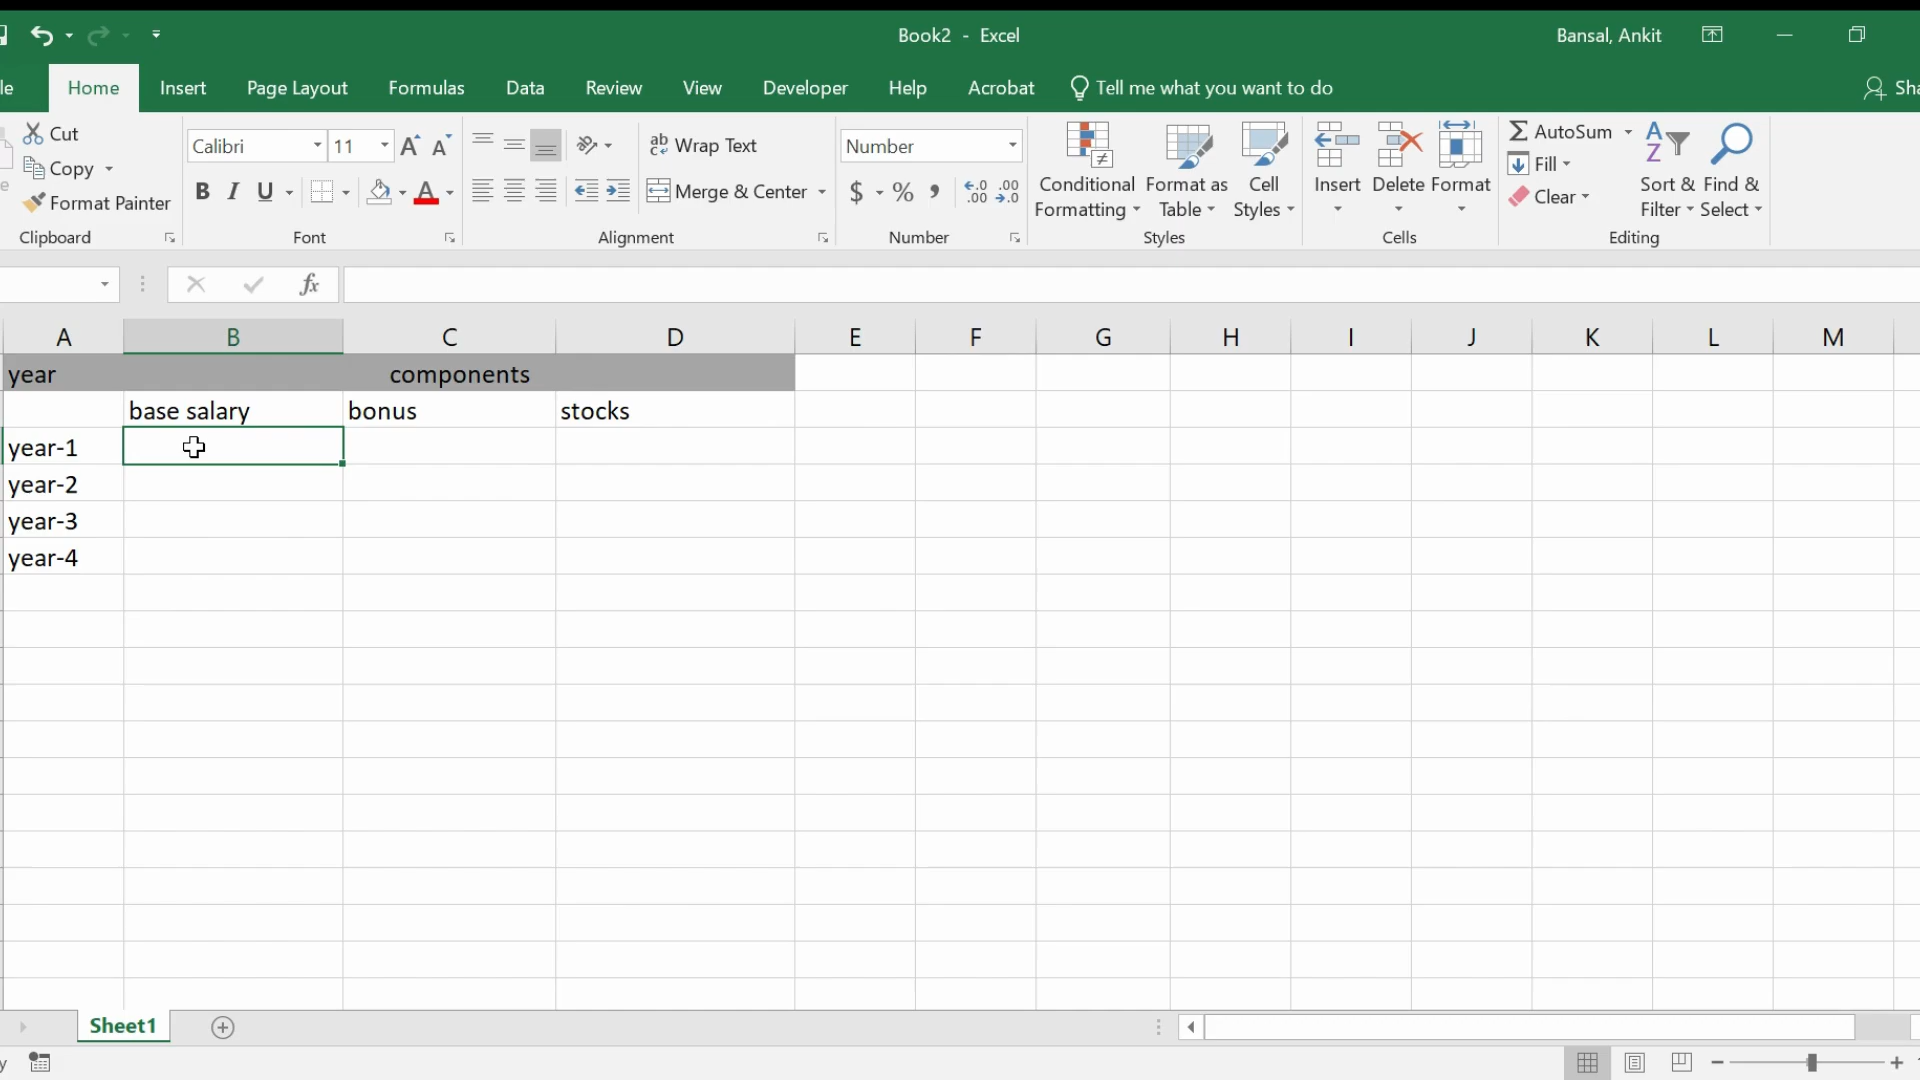 Book2 - Excel
Bansal, Ankit
le Home Insert Page Layout Formulas Data Review View Developer Help Acrobat Tell me what you want to do Sha
Cut
Copy
Format Painter
Clipboard
Calibri 11
B I U A
Font
Wrap Text
Merge & Center
Alignment
Number
$ % ,
Number
Conditional Formatting
Format as Table
Cell Styles
Styles
Insert Delete Format
Cells
AutoSum
Fill
Clear
Sort & Filter
Find & Select
Editing
fx
A B C D E F G H I J K L M
year components
base salary bonus stocks
year-1
year-2
year-3
year-4
Sheet1